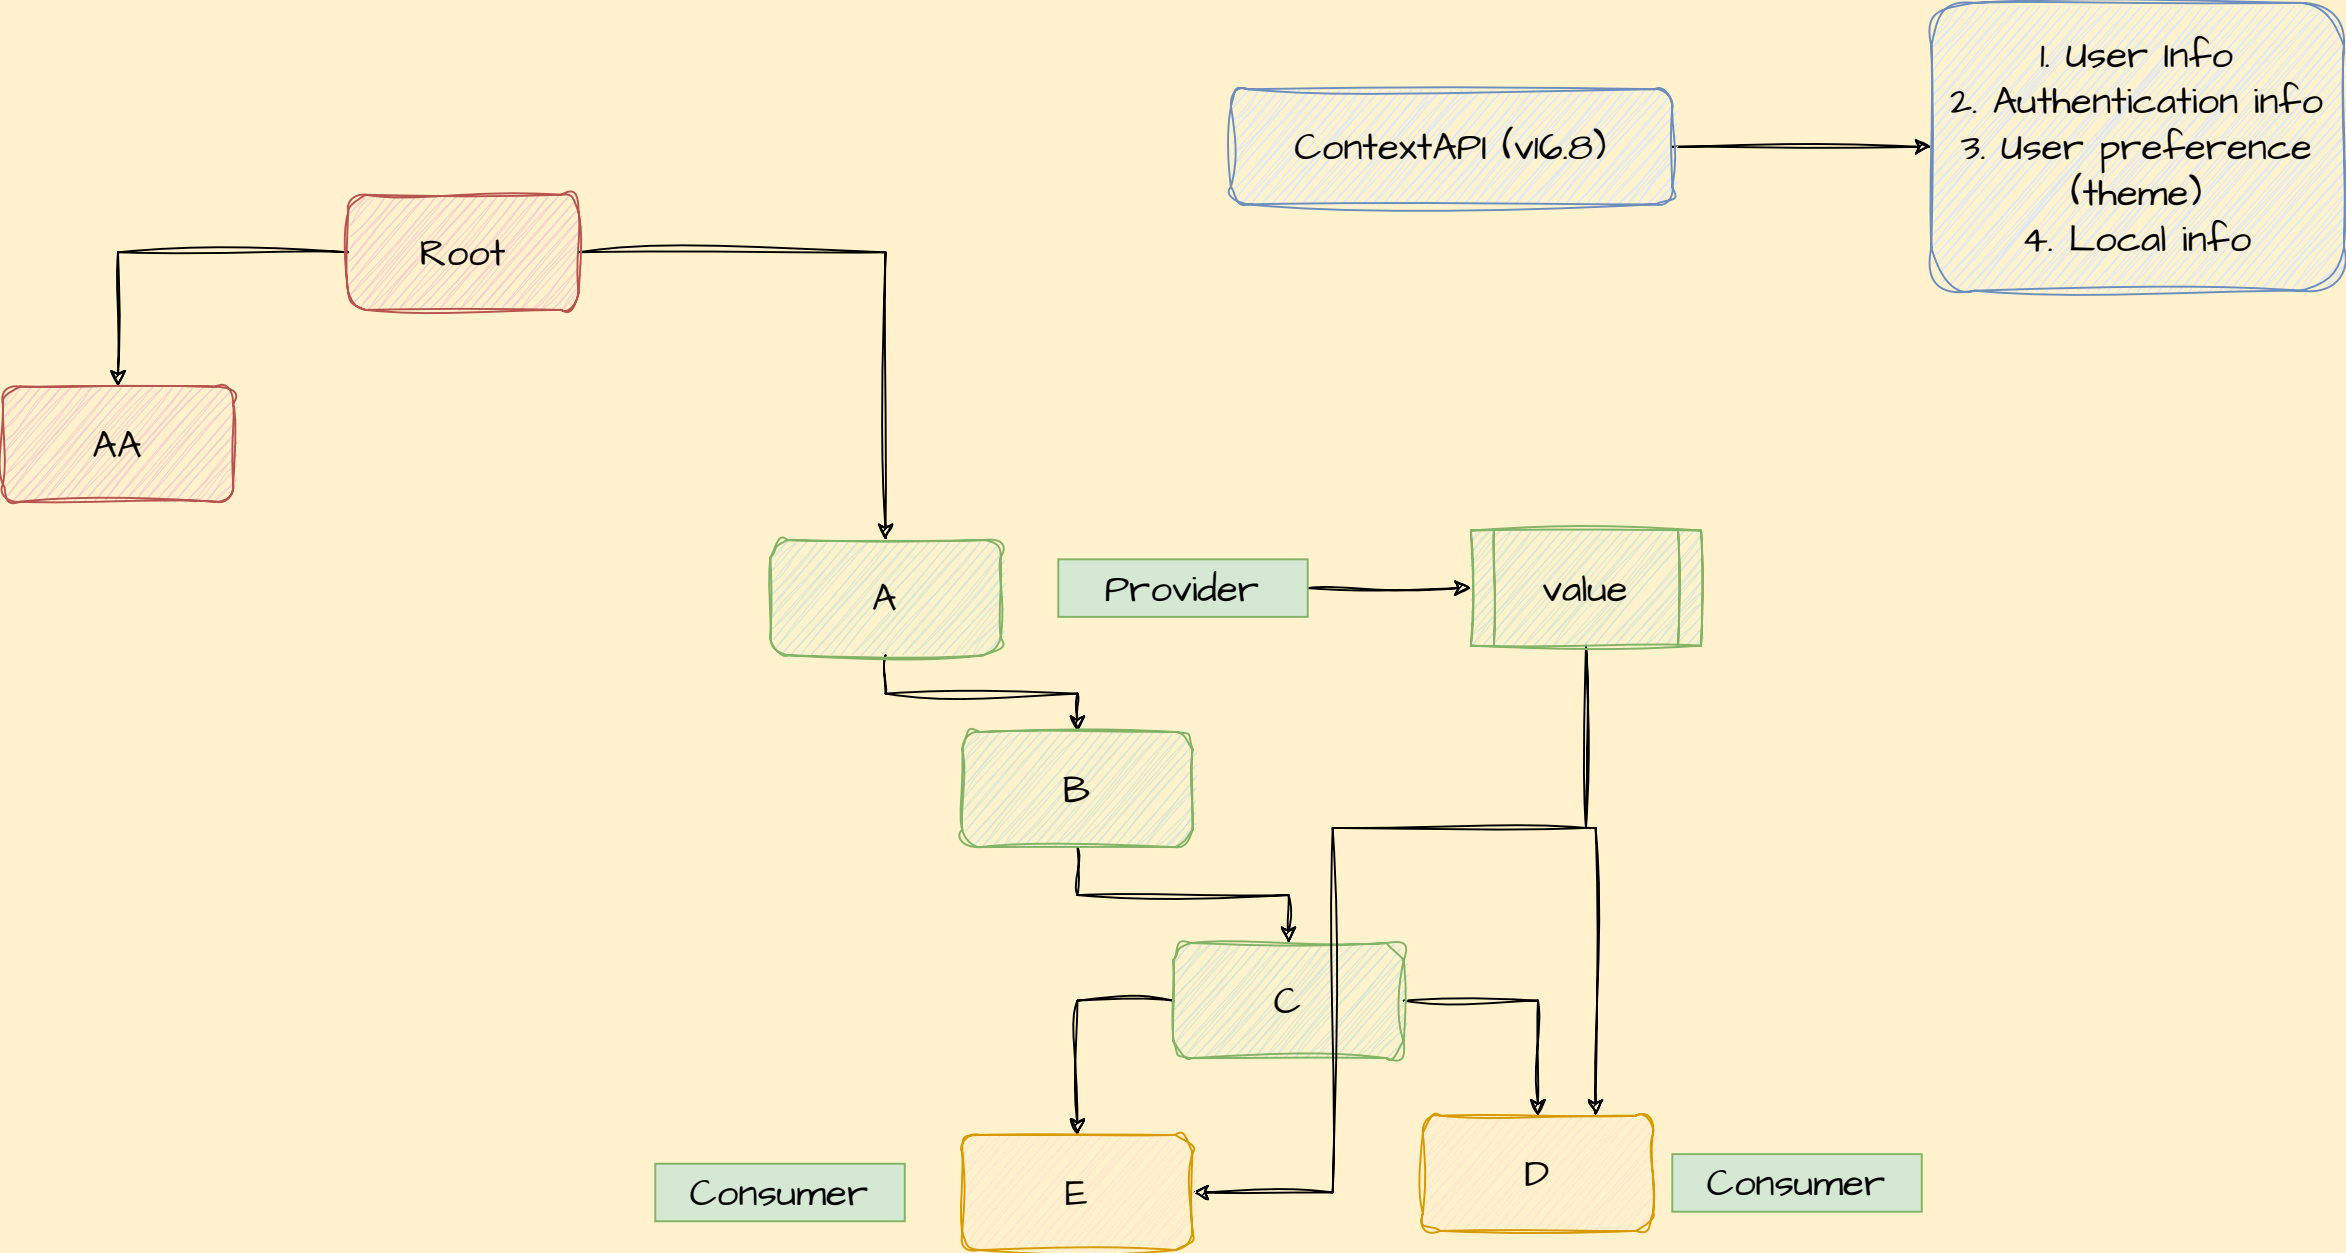 1. User Info
2. Authentication info
3. User preference
(theme)
4. Local info
ContextAPI (v16.8)
Root
AA
A
Provider
value
B
C
E
D
Consumer
Consumer